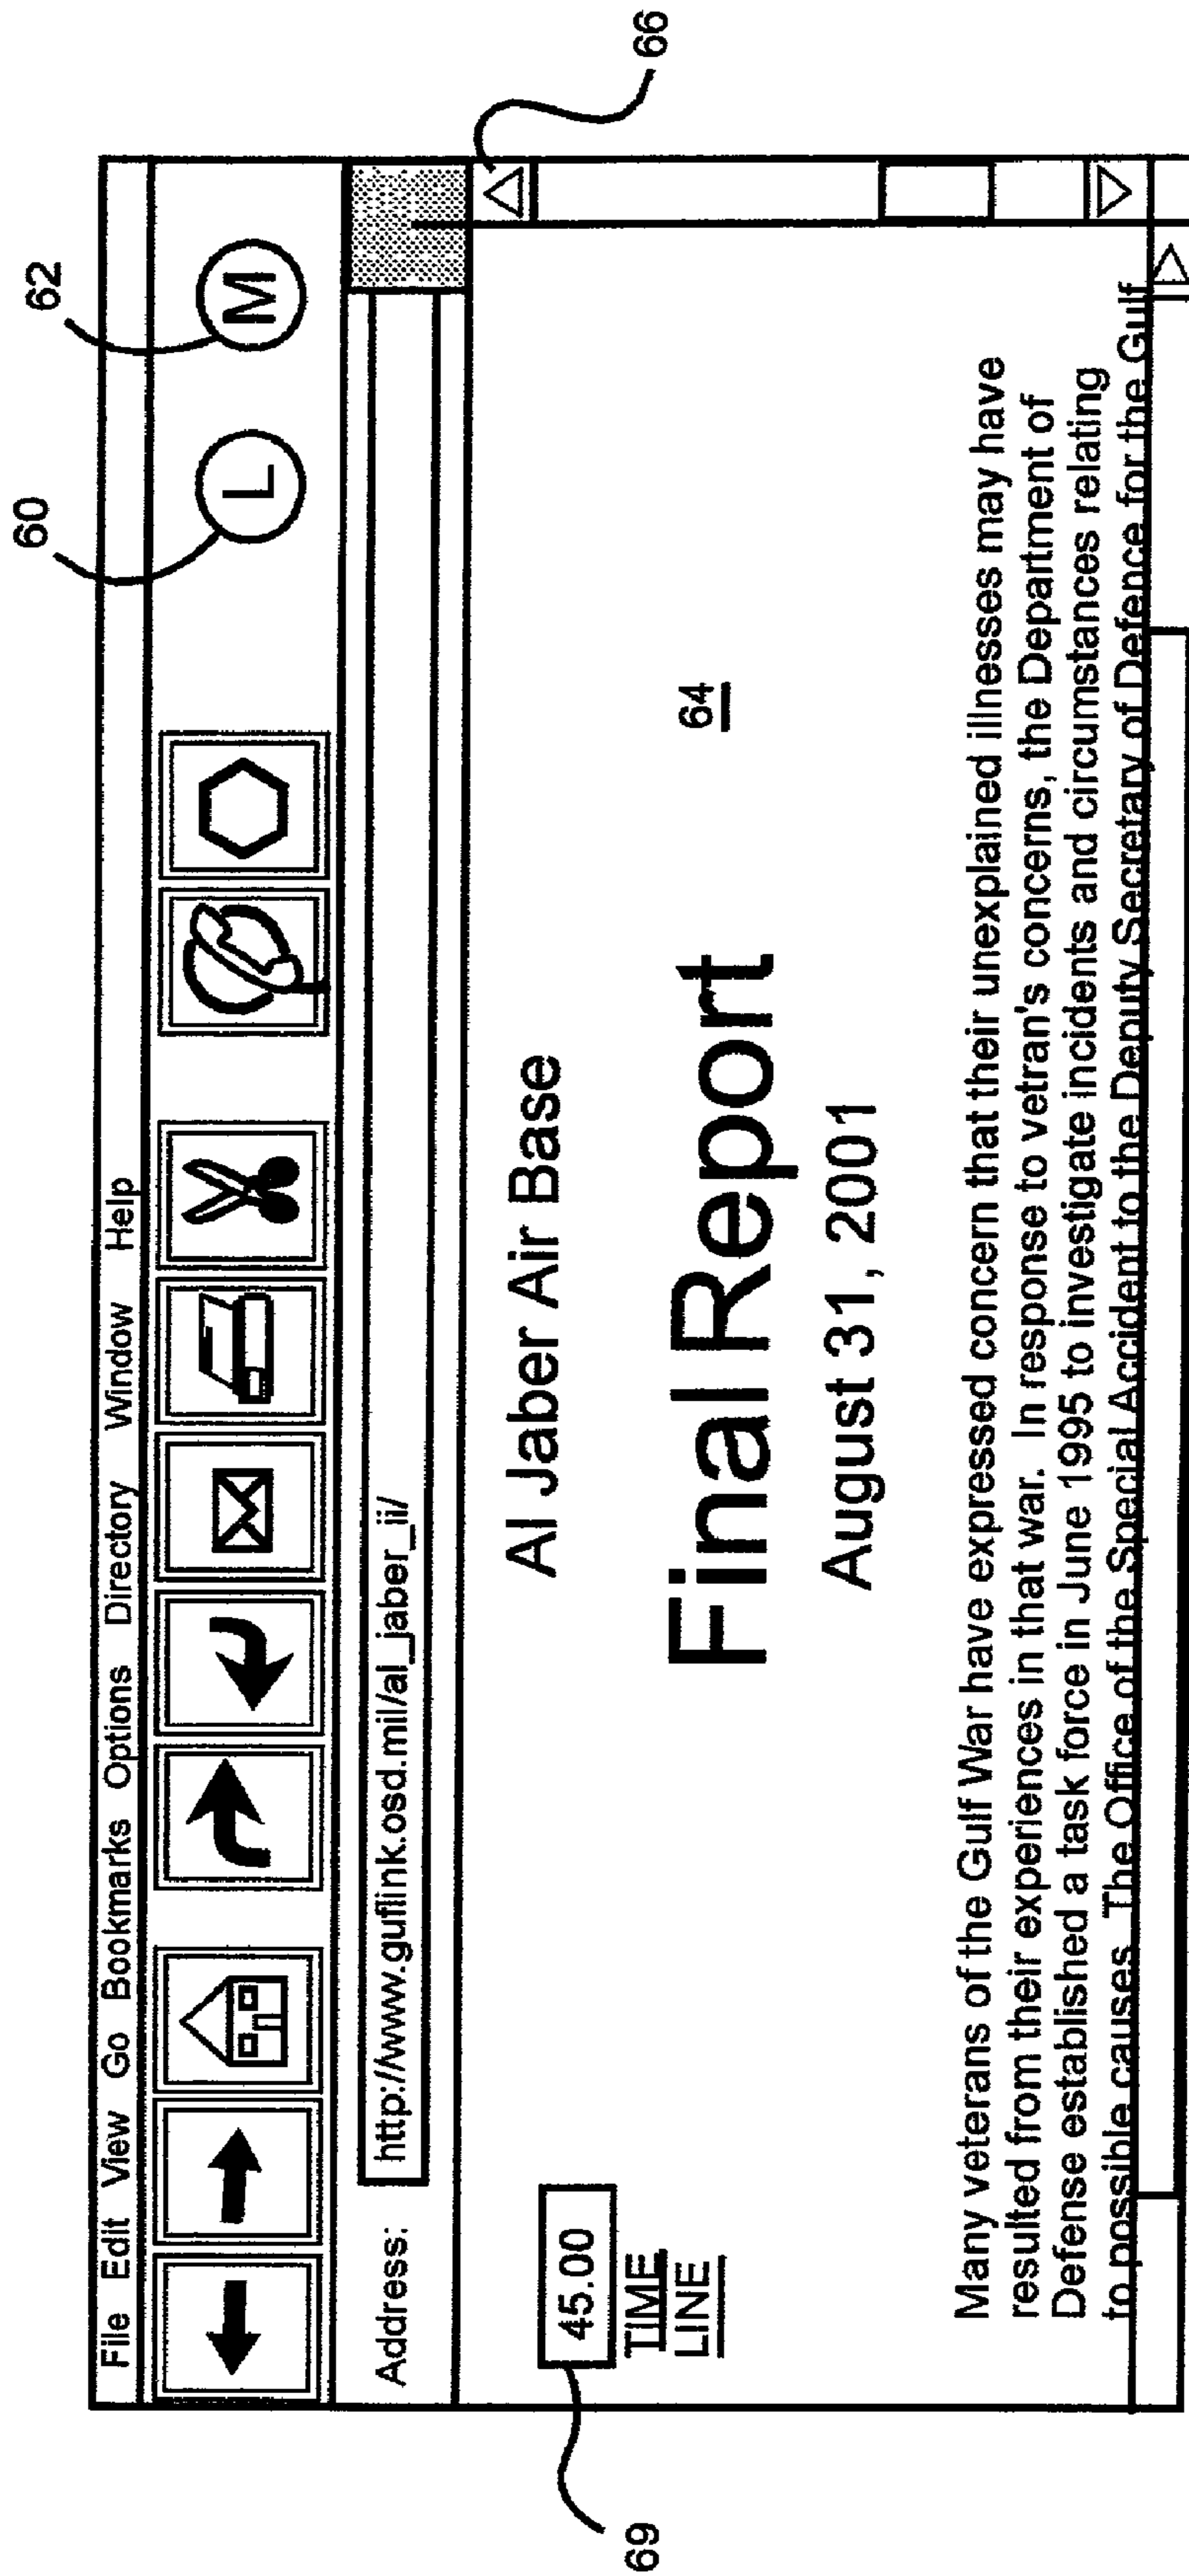 60
62
File Edit View Go Bookmarks Options Directory Window Help
L
M
Address:
http://www.guflink.osd.mil/al_jaber_ii/
66
69
45.00
TIME
LINE
Al Jaber Air Base
Final Report
64
August 31, 2001
Many veterans of the Gulf War have expressed concern that their unexplained illnesses may have
resulted from their experiences in that war. In response to vetran's concerns, the Department of
Defense established a task force in June 1995 to investigate incidents and circumstances relating
to possible causes. The Office of the Special Accident to the Deputy Secretary of Defence for the Gulf